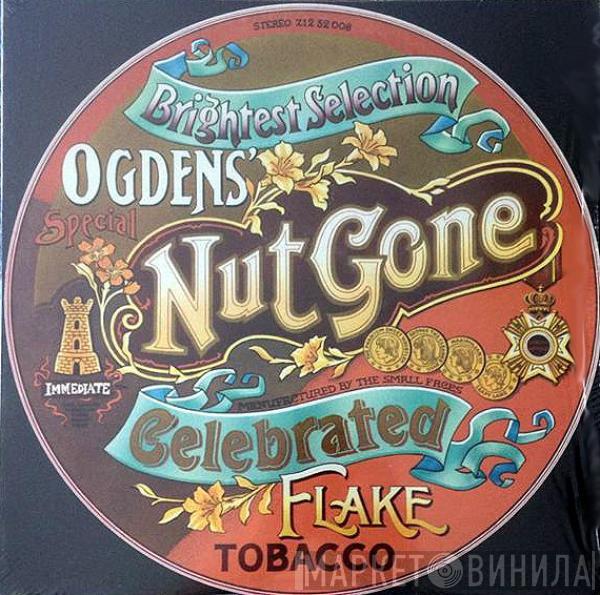 STEREO Z12 52 006
Brightest Selection
OGDENS'
Special
Nut Gone
IMMEDIATE
MANUFACTURED BY THE SMALL FACES
Celebrated
FLAKE
TOBACCO
МАРКЕТ ВИНИЛА